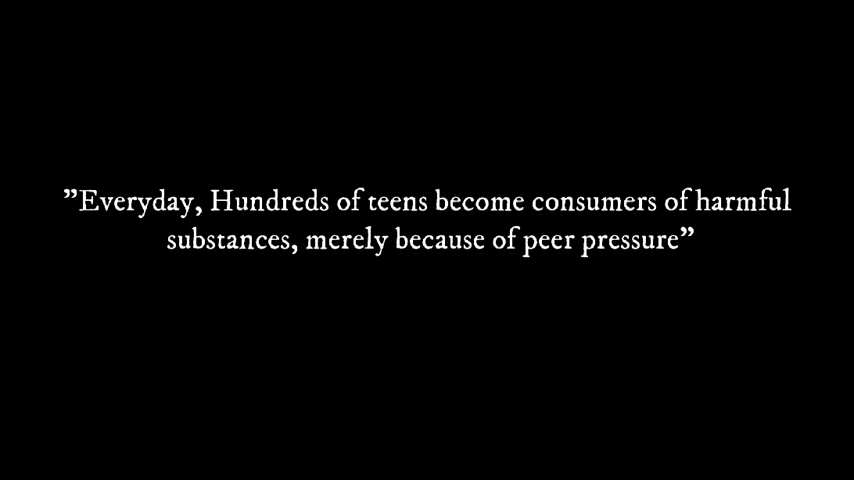 ”Everyday, Hundreds of teens become consumers of harmful
substances, merely because of peer pressure”